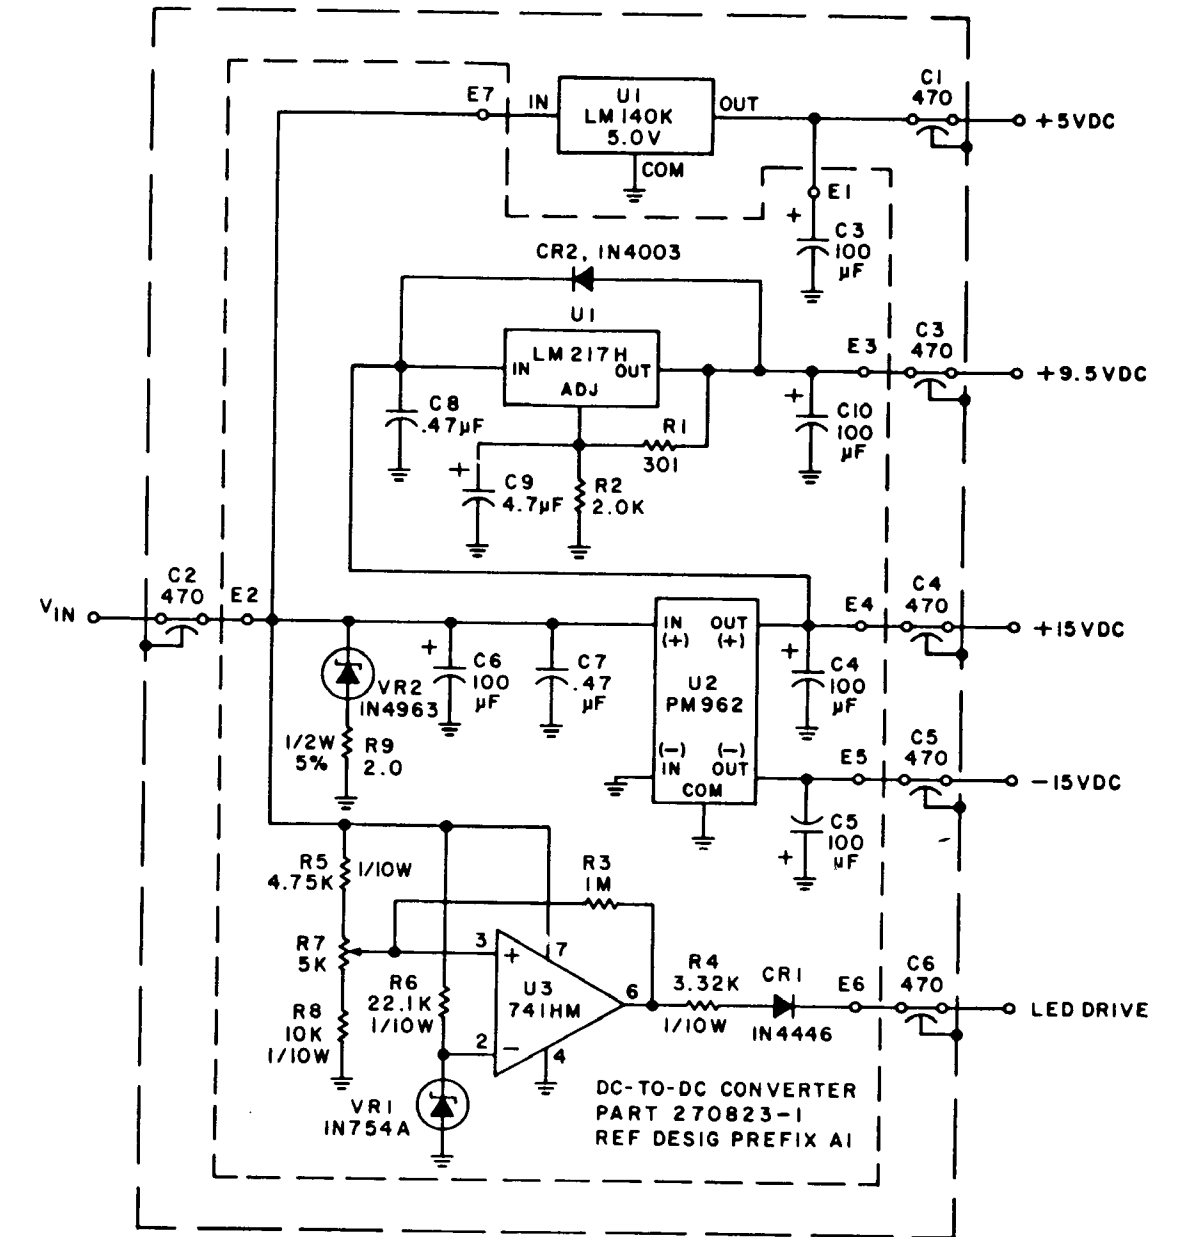 C1
470
E7
IN
U1
LM140K
5.0V
OUT
+5VDC
COM
E1
+
C3
100
µF
CR2, IN4003
U1
LM217H
IN
OUT
ADJ
E3
C3
470
+9.5VDC
C8
.47µF
R1
301
+
C10
100
µF
+
C9
4.7µF
R2
2.0K
C2
470
E2
VIN
IN
(+)
OUT
(+)
E4
C4
470
+15VDC
VR2
IN4963
+
C6
100
µF
C7
.47
µF
U2
PM962
+
C4
100
µF
1/2W
5%
R9
2.0
(-)
IN
(-)
OUT
COM
E5
C5
470
-15VDC
+
C5
100
µF
R5
4.75K
1/10W
R3
1M
R7
5K
3
+
7
U3
741HM
6
R6
22.1K
1/10W
R8
10K
1/10W
2
-
4
R4
3.32K
1/10W
CR1
IN4446
E6
C6
470
LED DRIVE
VR1
IN754A
DC-TO-DC CONVERTER
PART 270823-1
REF DESIG PREFIX A1